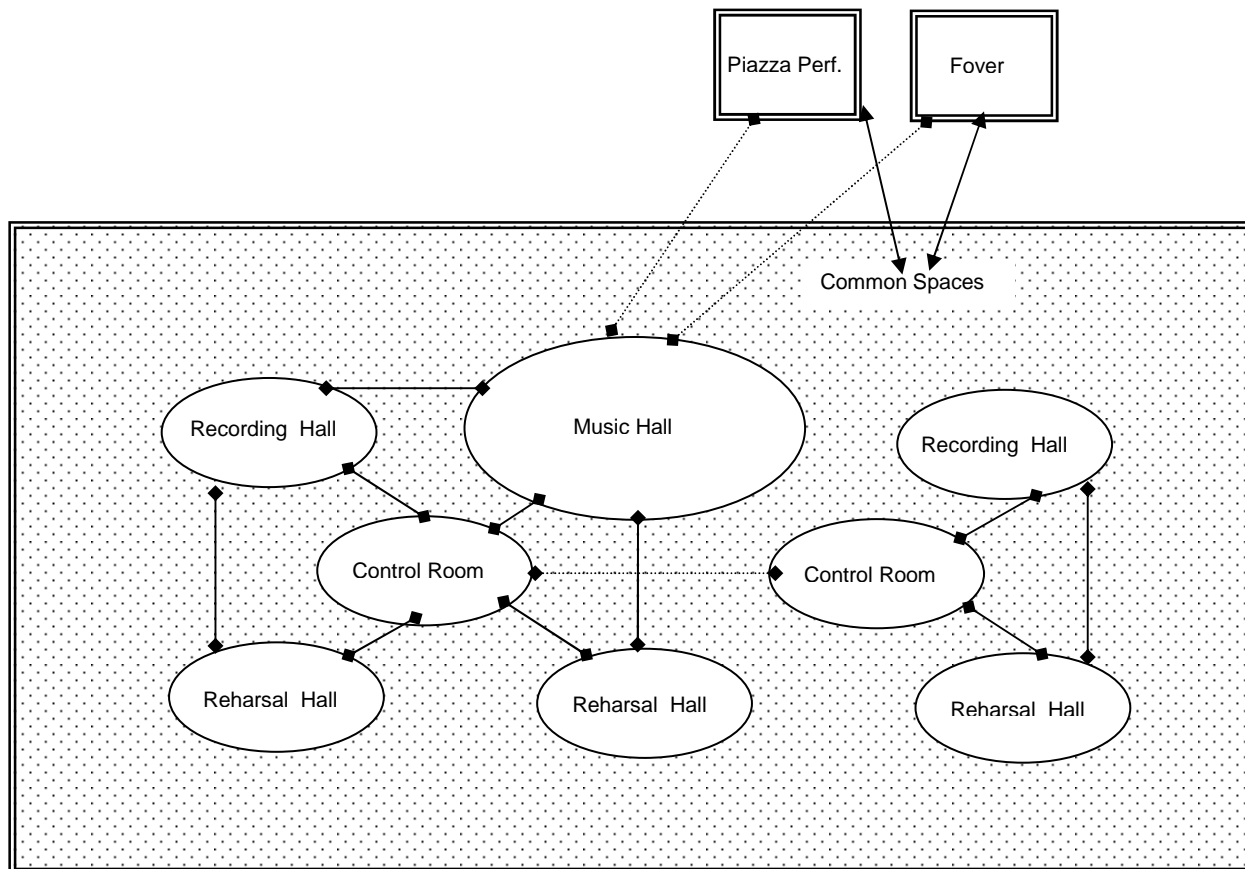 Piazza Perf.
Fover
Common Spaces
Recording Hall
Music Hall
Recording Hall
Control Room
Control Room
Reharsal Hall
Reharsal Hall
Reharsal Hall